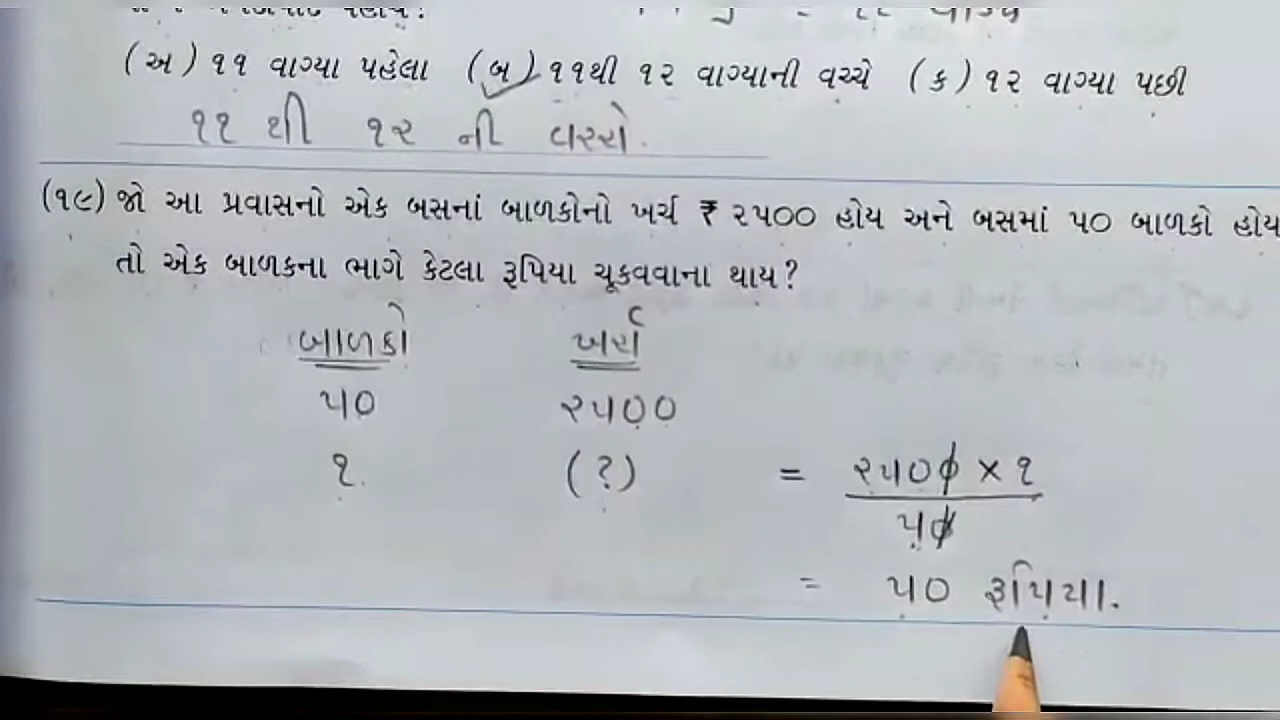 (અ) ૧૧ વાગ્યા પહેલા (બ) ૧૧થી ૧૨ વાગ્યાની વચ્ચે (ક) ૧૨ વાગ્યા પછી
૧૧ થી ૧૨ ની વચ્ચે.
(૧૯) જો આ પ્રવાસનો એક બસનાં બાળકોનો ખર્ચ ₹ ૨૫૦૦ હોય અને બસમાં ૫૦ બાળકો હોય
તો એક બાળકના ભાગે કેટલા રૂપિયા ચૂકવવાના થાય?
બાળકો ખર્ચ
૫૦ ૨૫૦૦
૧ (?) = ૨૫૦૦ × ૧
૫૦
= ૫૦ રૂપિયા.